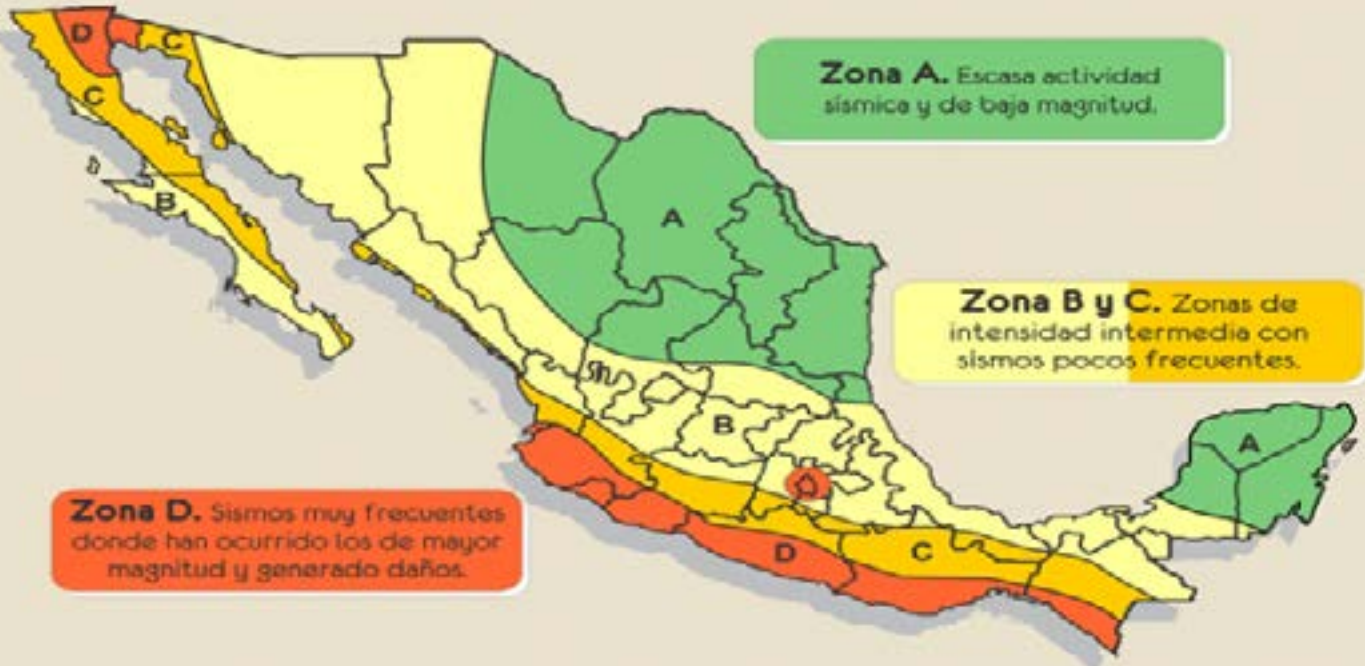 D
C
C
B
A
B
D
C
A
Zona A. Escasa actividad
sísmica y de baja magnitud.
Zona B y C. Zonas de
intensidad intermedia con
sismos pocos frecuentes.
Zona D. Sismos muy frecuentes
donde han ocurrido los de mayor
magnitud y generado daños.